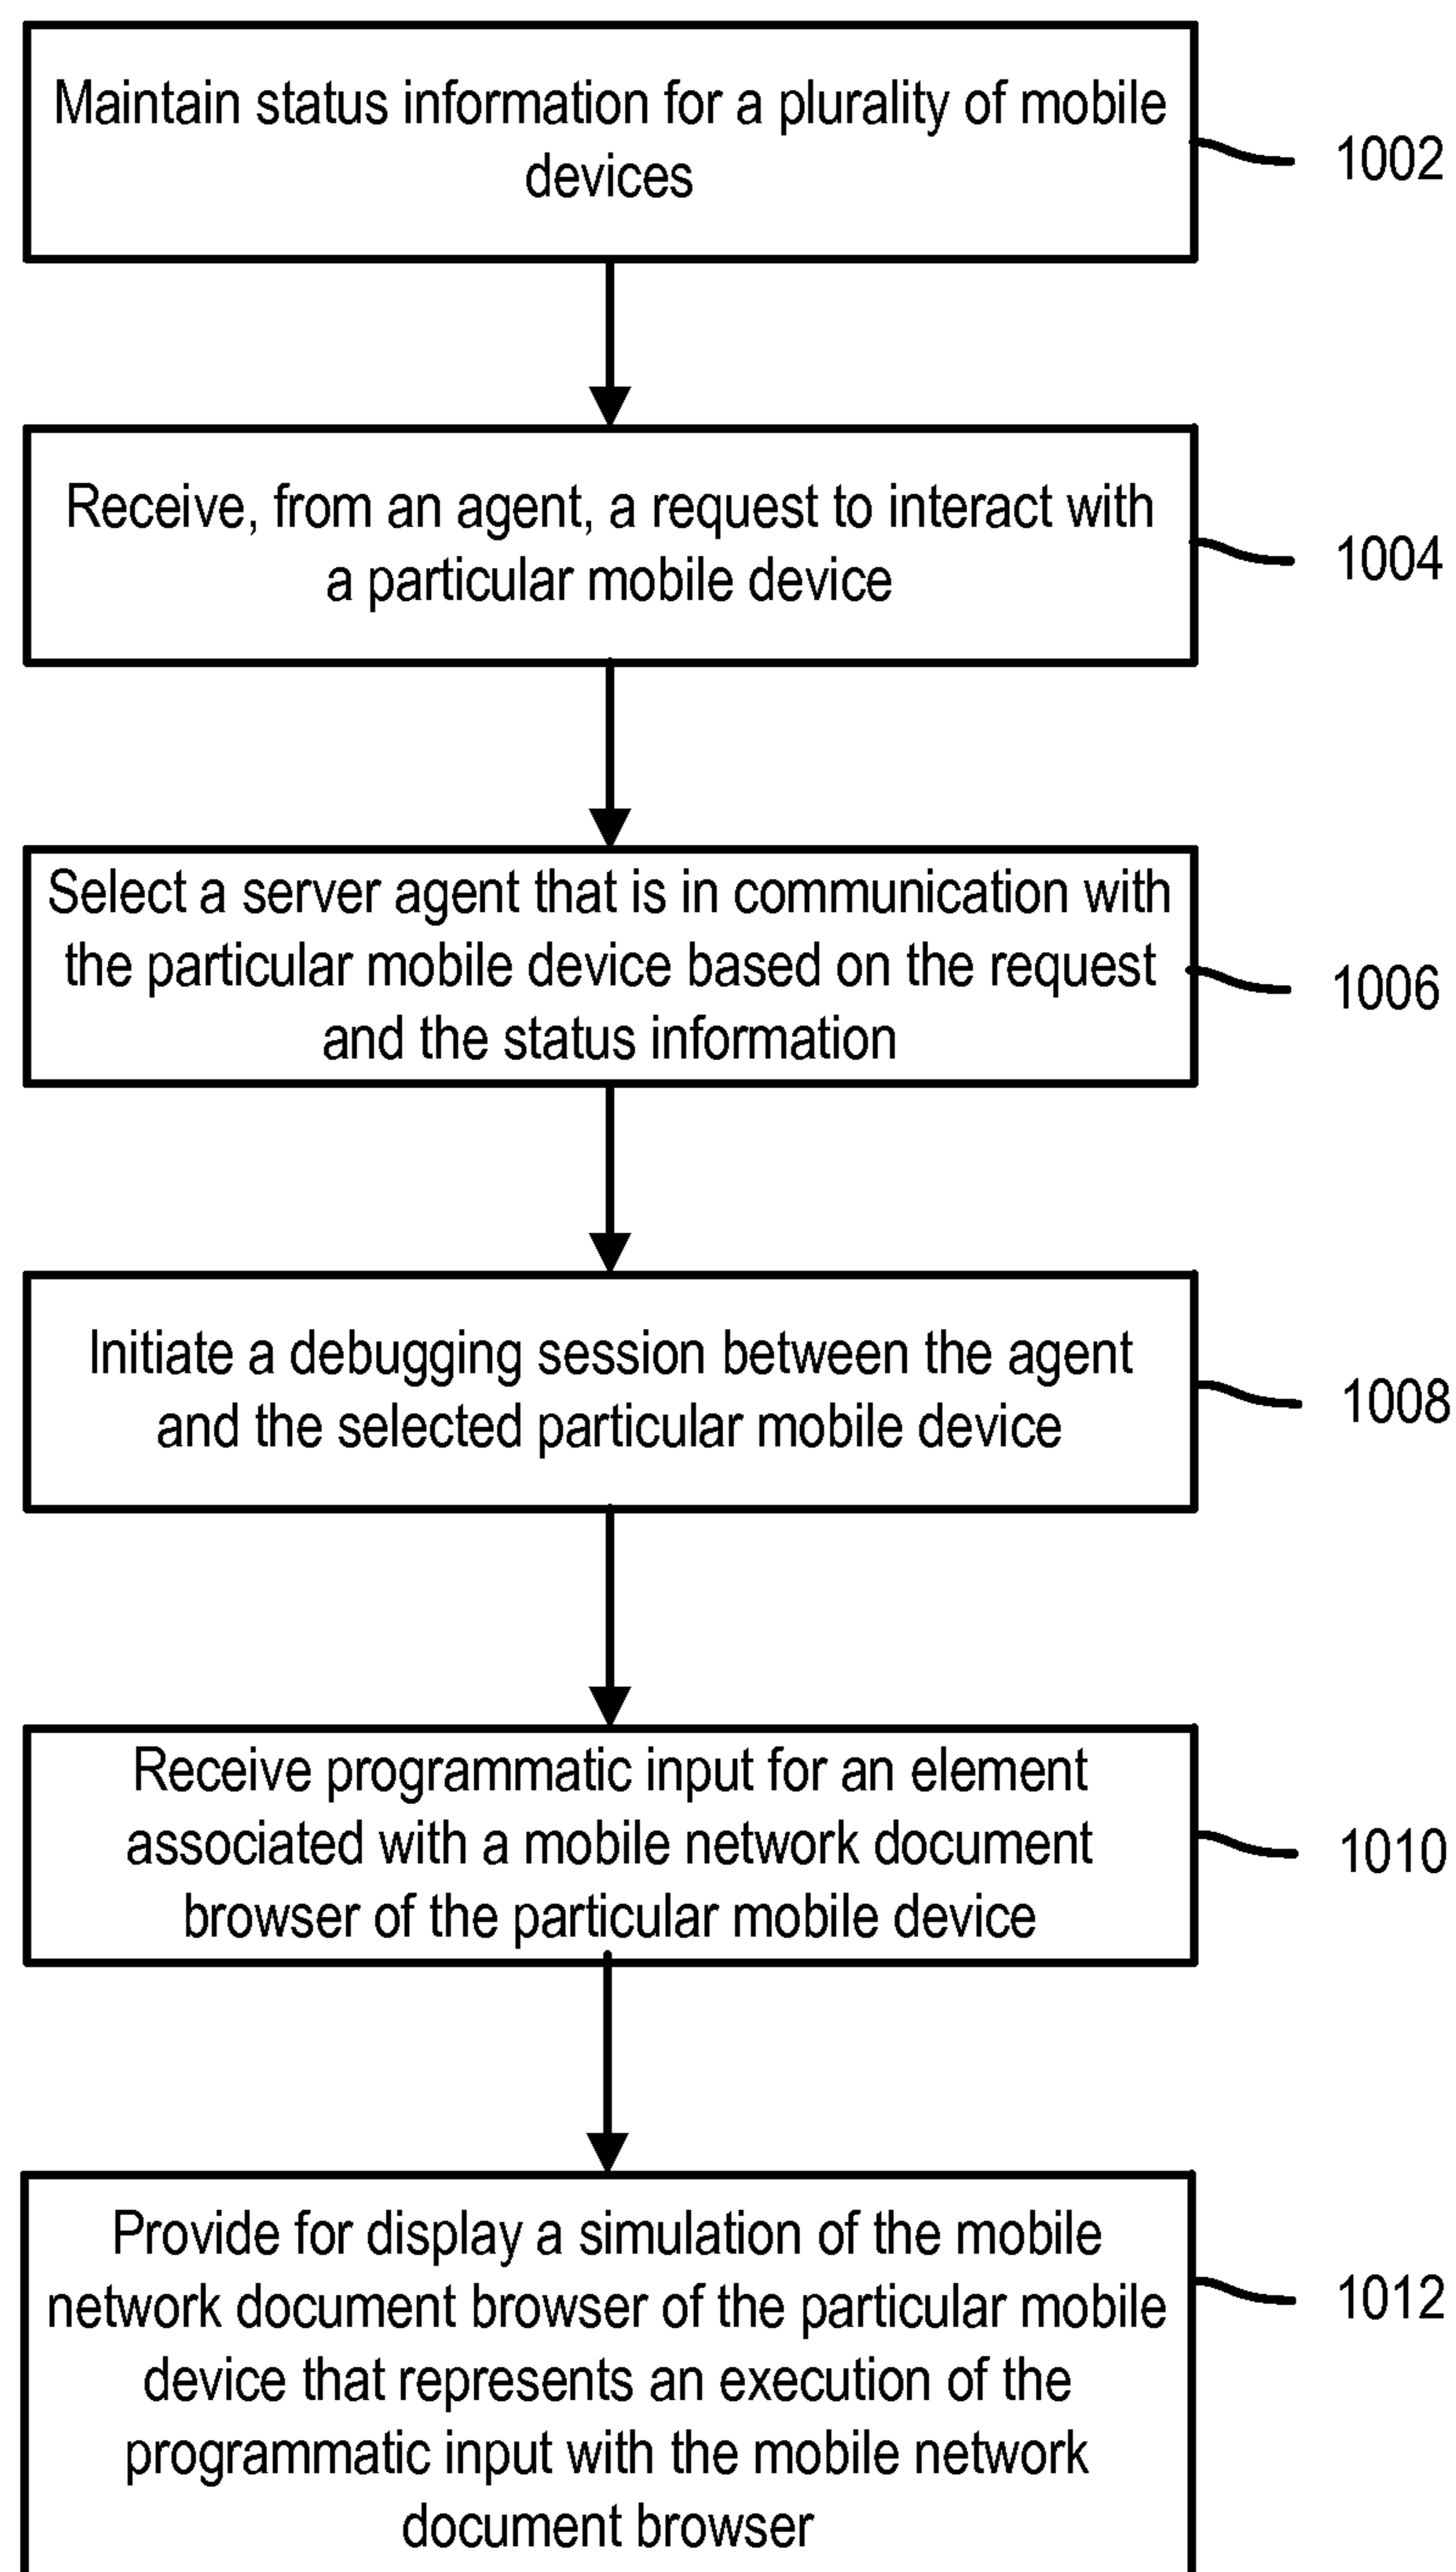 Maintain status information for a plurality of mobile
devices
1002
Receive, from an agent, a request to interact with
a particular mobile device
1004
Select a server agent that is in communication with
the particular mobile device based on the request
and the status information
1006
Initiate a debugging session between the agent
and the selected particular mobile device
1008
Receive programmatic input for an element
associated with a mobile network document
browser of the particular mobile device
1010
Provide for display a simulation of the mobile
network document browser of the particular mobile
device that represents an execution of the
programmatic input with the mobile network
document browser
1012